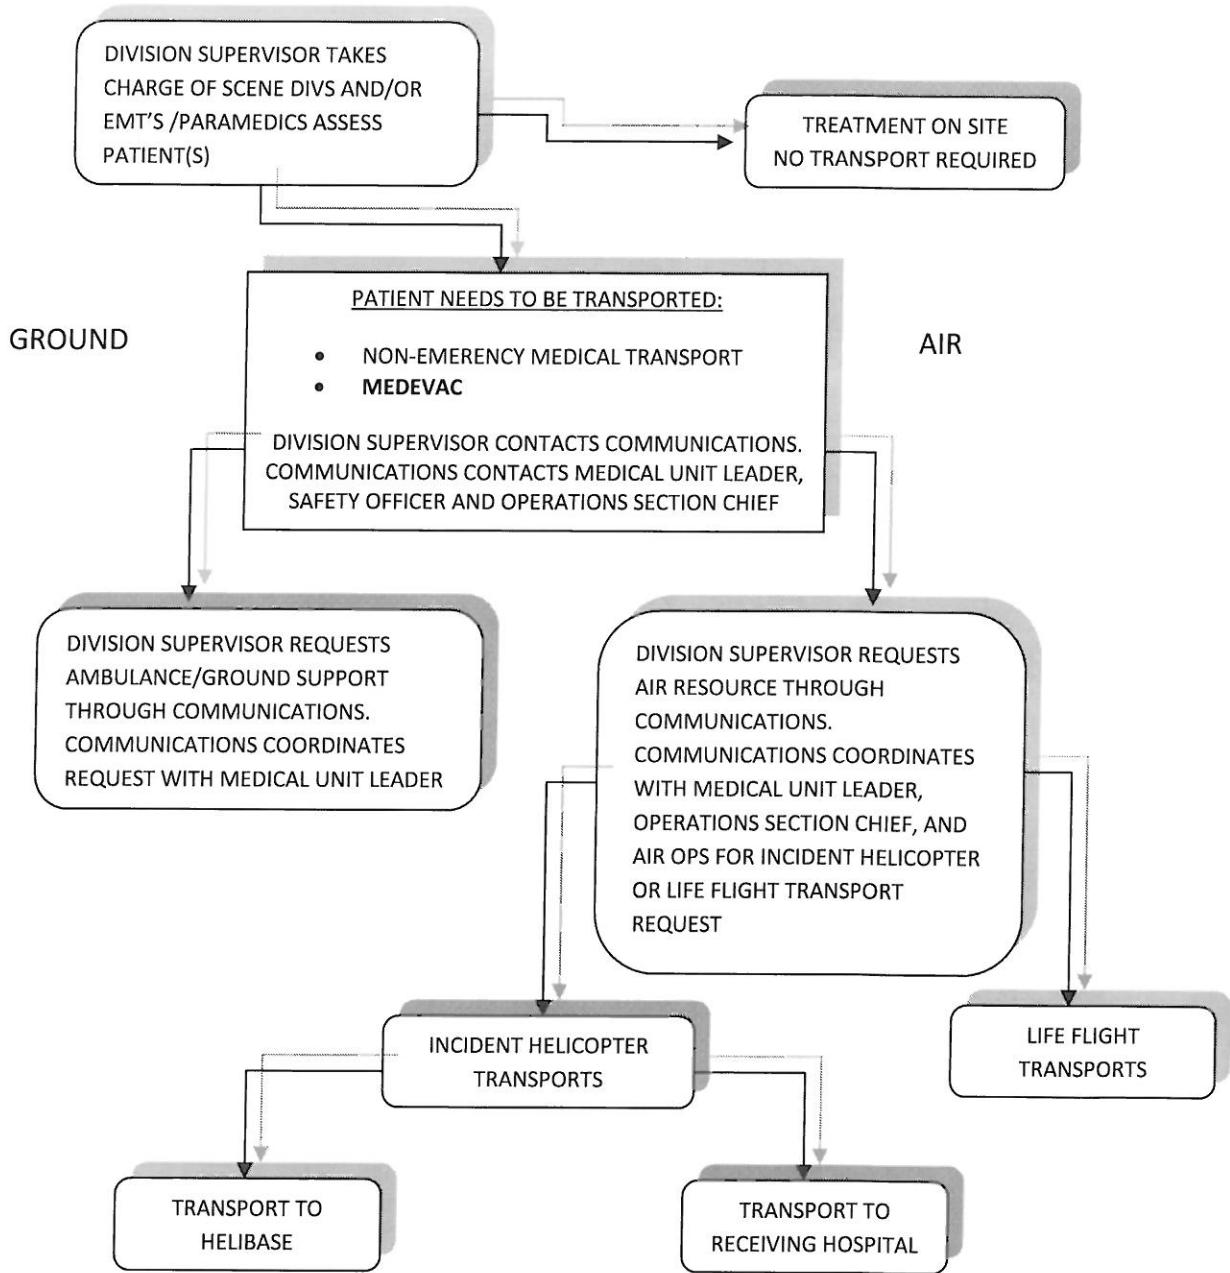 DIVISION SUPERVISOR TAKES
CHARGE OF SCENE DIVS AND/OR
EMT'S /PARAMEDICS ASSESS
PATIENT(S)
TREATMENT ON SITE
NO TRANSPORT REQUIRED
GROUND
PATIENT NEEDS TO BE TRANSPORTED:
• NON-EMERENCY MEDICAL TRANSPORT
• MEDEVAC
DIVISION SUPERVISOR CONTACTS COMMUNICATIONS.
COMMUNICATIONS CONTACTS MEDICAL UNIT LEADER,
SAFETY OFFICER AND OPERATIONS SECTION CHIEF
AIR
DIVISION SUPERVISOR REQUESTS
AMBULANCE/GROUND SUPPORT
THROUGH COMMUNICATIONS.
COMMUNICATIONS COORDINATES
REQUEST WITH MEDICAL UNIT LEADER
DIVISION SUPERVISOR REQUESTS
AIR RESOURCE THROUGH
COMMUNICATIONS.
COMMUNICATIONS COORDINATES
WITH MEDICAL UNIT LEADER,
OPERATIONS SECTION CHIEF, AND
AIR OPS FOR INCIDENT HELICOPTER
OR LIFE FLIGHT TRANSPORT
REQUEST
INCIDENT HELICOPTER
TRANSPORTS
LIFE FLIGHT
TRANSPORTS
TRANSPORT TO
HELIBASE
TRANSPORT TO
RECEIVING HOSPITAL